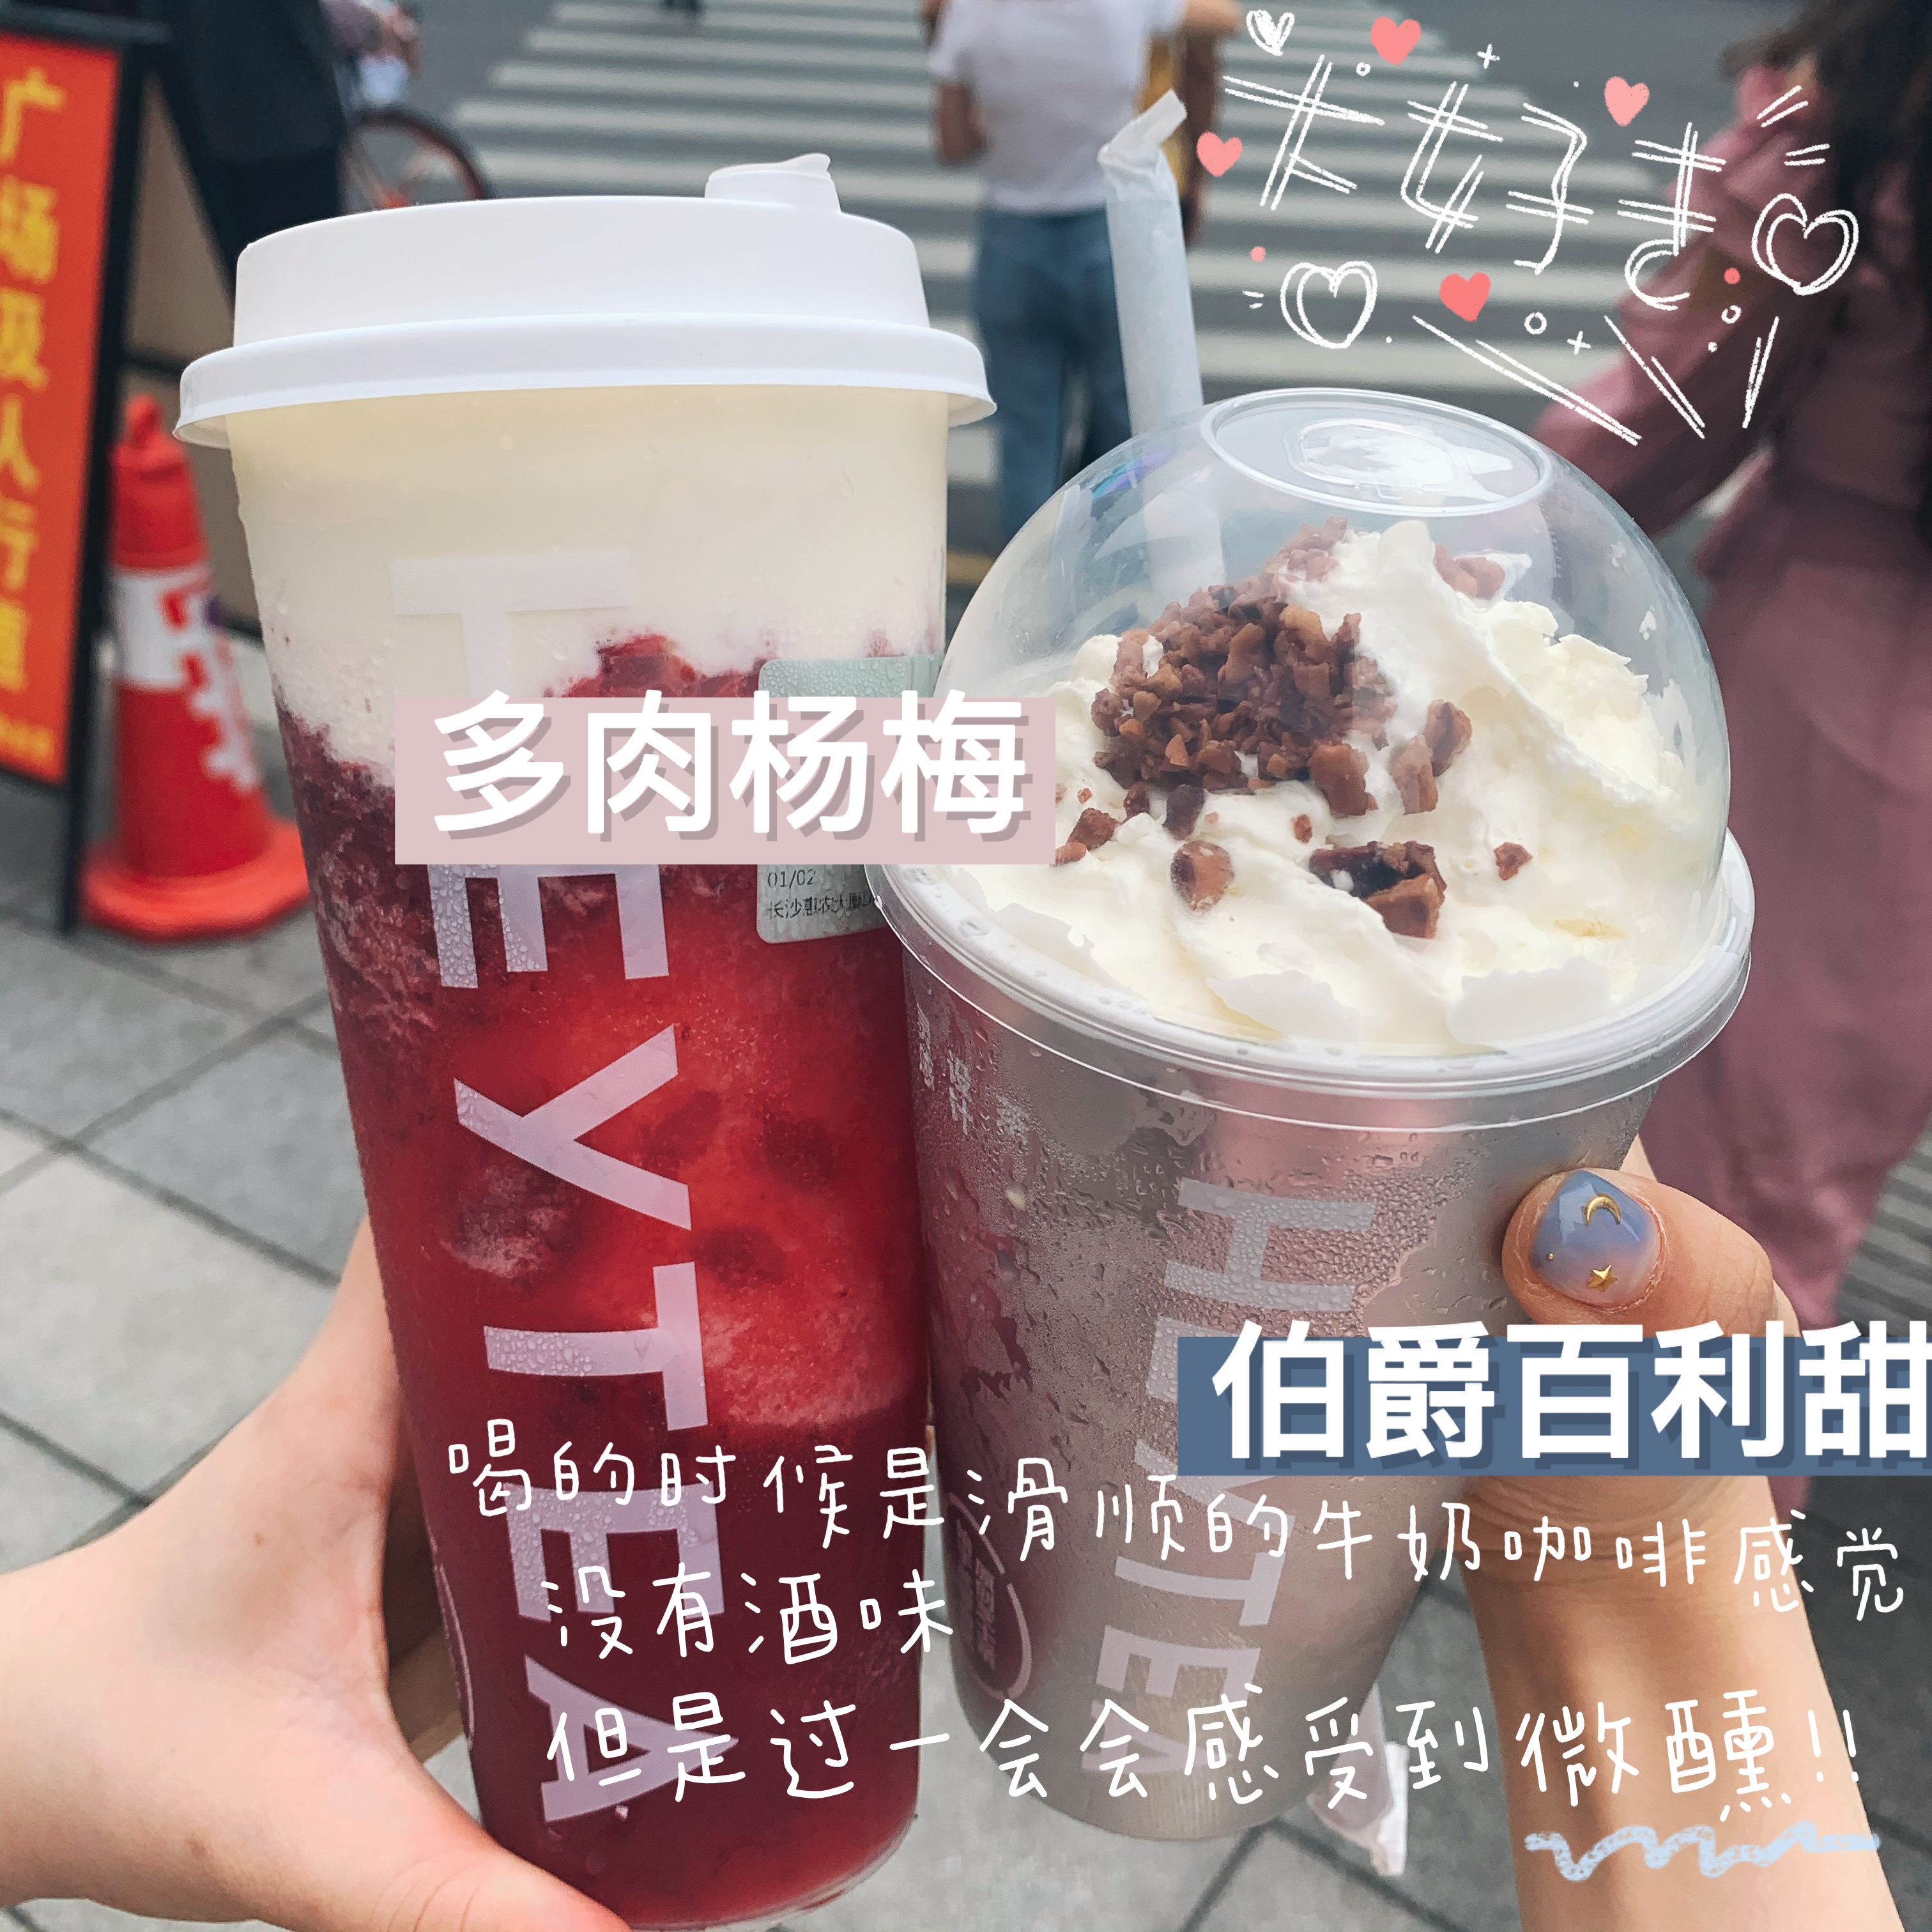 大好き
广场吸人行道
多肉杨梅
01/02
HEYTEA
HEYTEA
伯爵百利甜
喝的时候是滑顺的牛奶咖啡感觉
没有酒味
但是过一会会感受到微醺!!